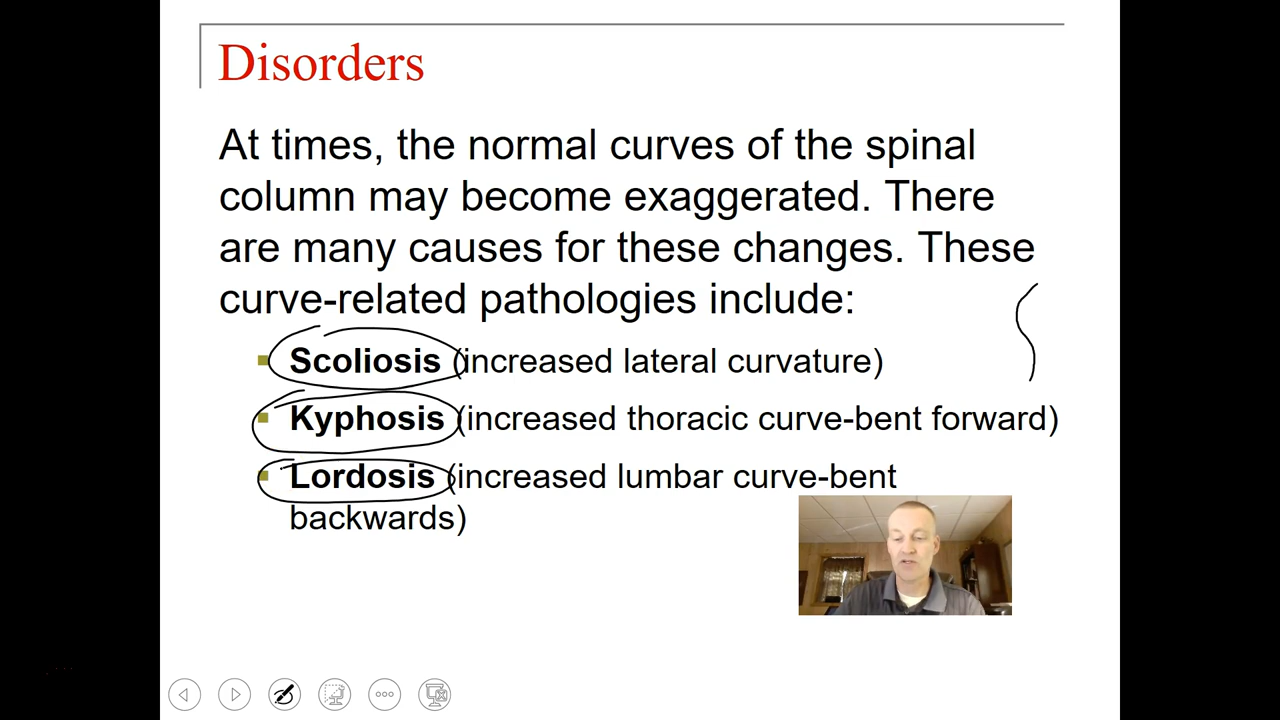 Disorders
At times, the normal curves of the spinal
column may become exaggerated. There
are many causes for these changes. These
curve-related pathologies include:
Scoliosis (increased lateral curvature)
Kyphosis (increased thoracic curve-bent forward)
Lordosis (increased lumbar curve-bent
backwards)